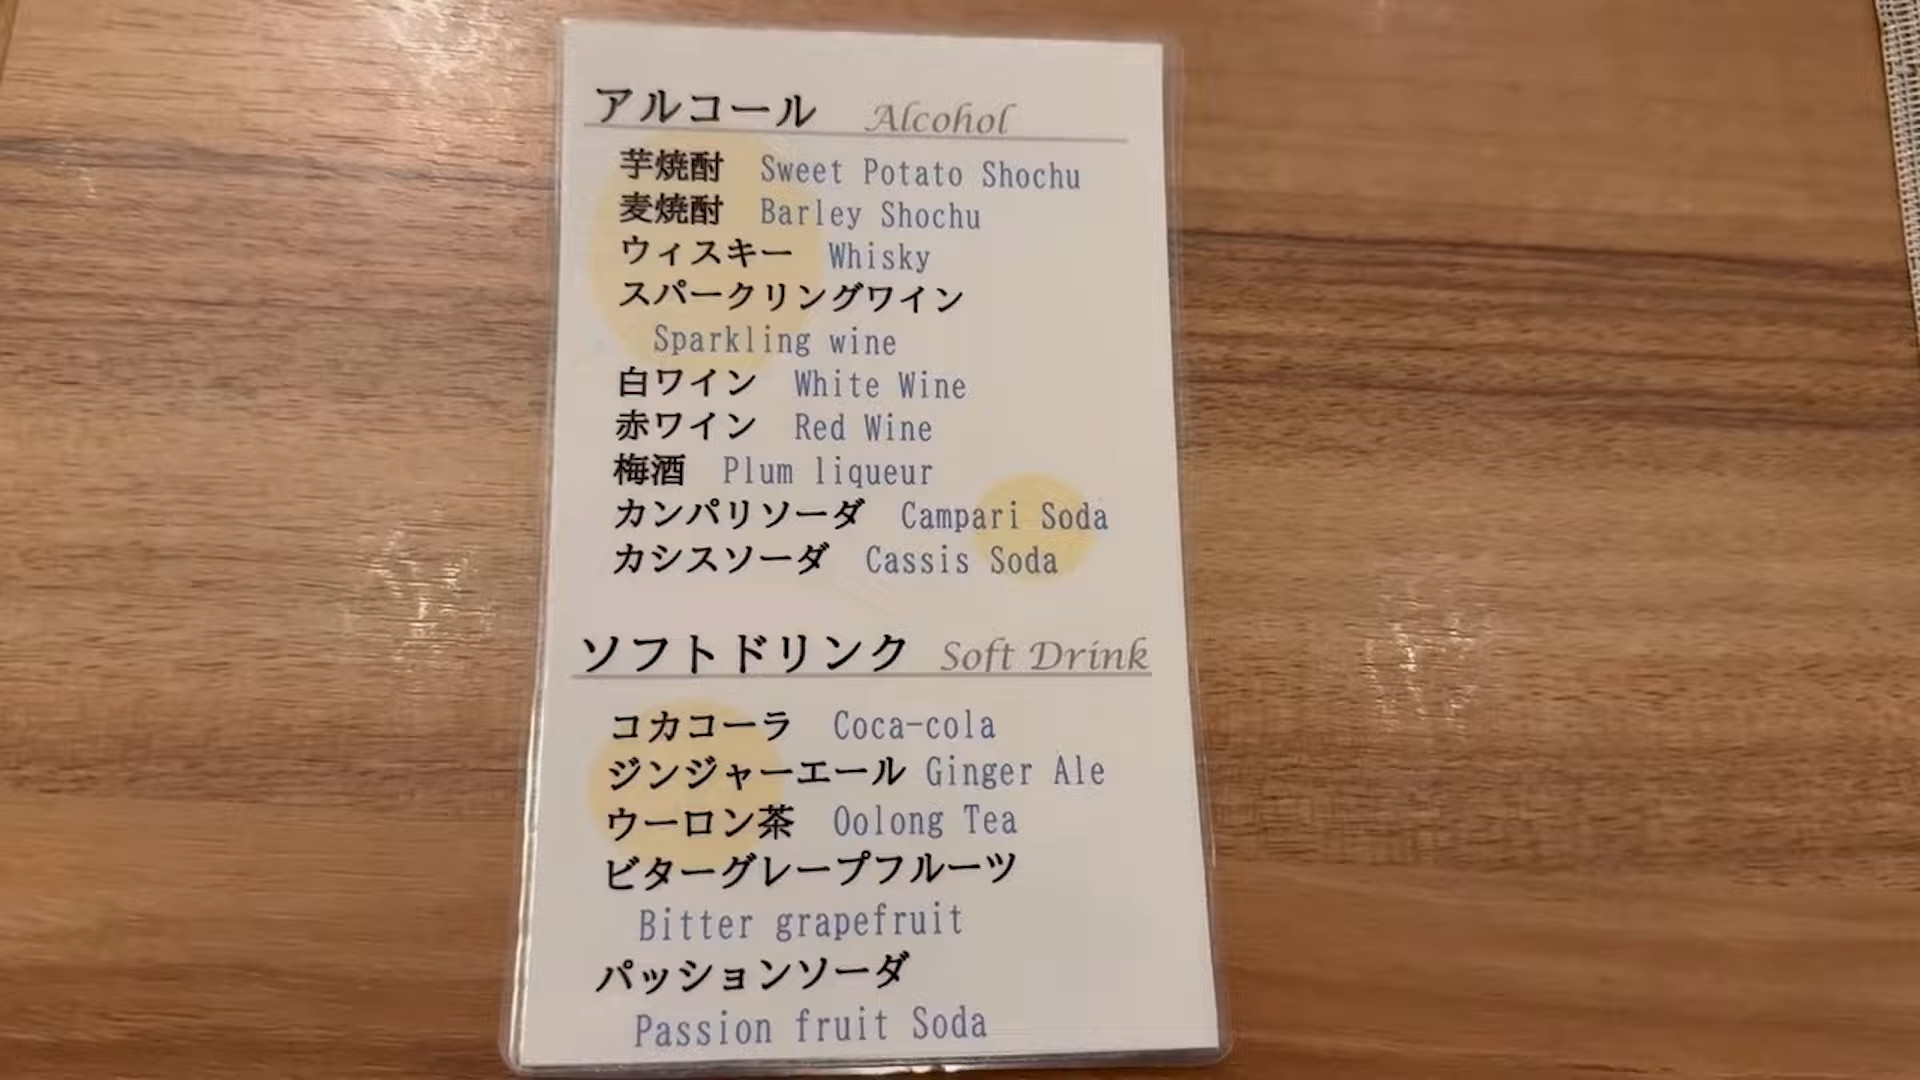 アルコール Alcohol
芋焼酎 Sweet Potato Shochu
麦焼酎 Barley Shochu
ウィスキー Whisky
スパークリングワイン
Sparkling wine
白ワイン White Wine
赤ワイン Red Wine
梅酒 Plum liqueur
カンパリソーダ Campari Soda
カシスソーダ Cassis Soda
ソフトドリンク Soft Drink
コカコーラ Coca-cola
ジンジャーエール Ginger Ale
ウーロン茶 Oolong Tea
ビターグレープフルーツ
Bitter grapefruit
パッションソーダ
Passion fruit Soda